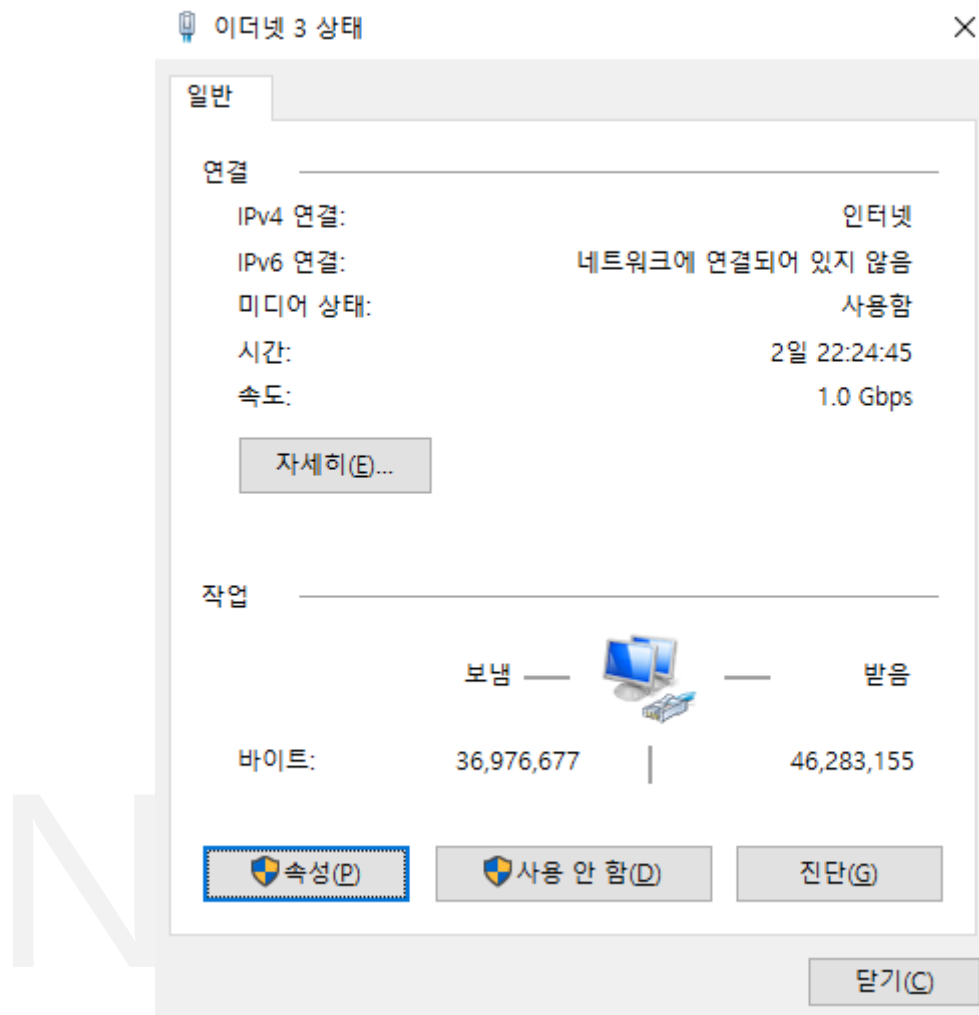 이더넷 3 상태
일반
연결
IPv4 연결: 인터넷
IPv6 연결: 네트워크에 연결되어 있지 않음
미디어 상태: 사용함
시간: 2일 22:24:45
속도: 1.0 Gbps
자세히(E)...
작업
보냄 받음
바이트: 36,976,677 46,283,155
속성(P) 사용 안 함(D) 진단(G)
N
닫기(C)